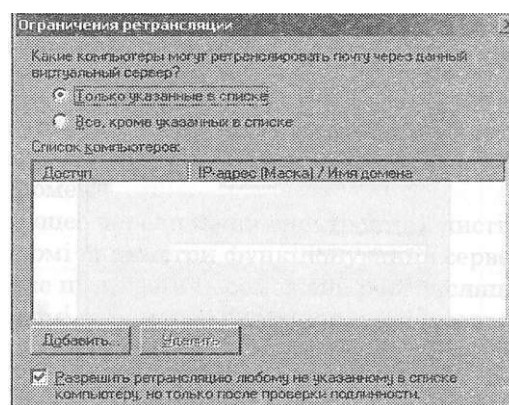 Ограничения ретрансляции
Какие компьютеры могут ретранслировать почту через данный
виртуальный сервер?
Только указанные в списке
Все, кроме указанных в списке
Список компьютеров:
Доступ IP-адрес (Маска) / Имя домена
Добавить... Удалить
Разрешить ретрансляцию любому не указанному в списке
компьютеру, но только после проверки подлинности.